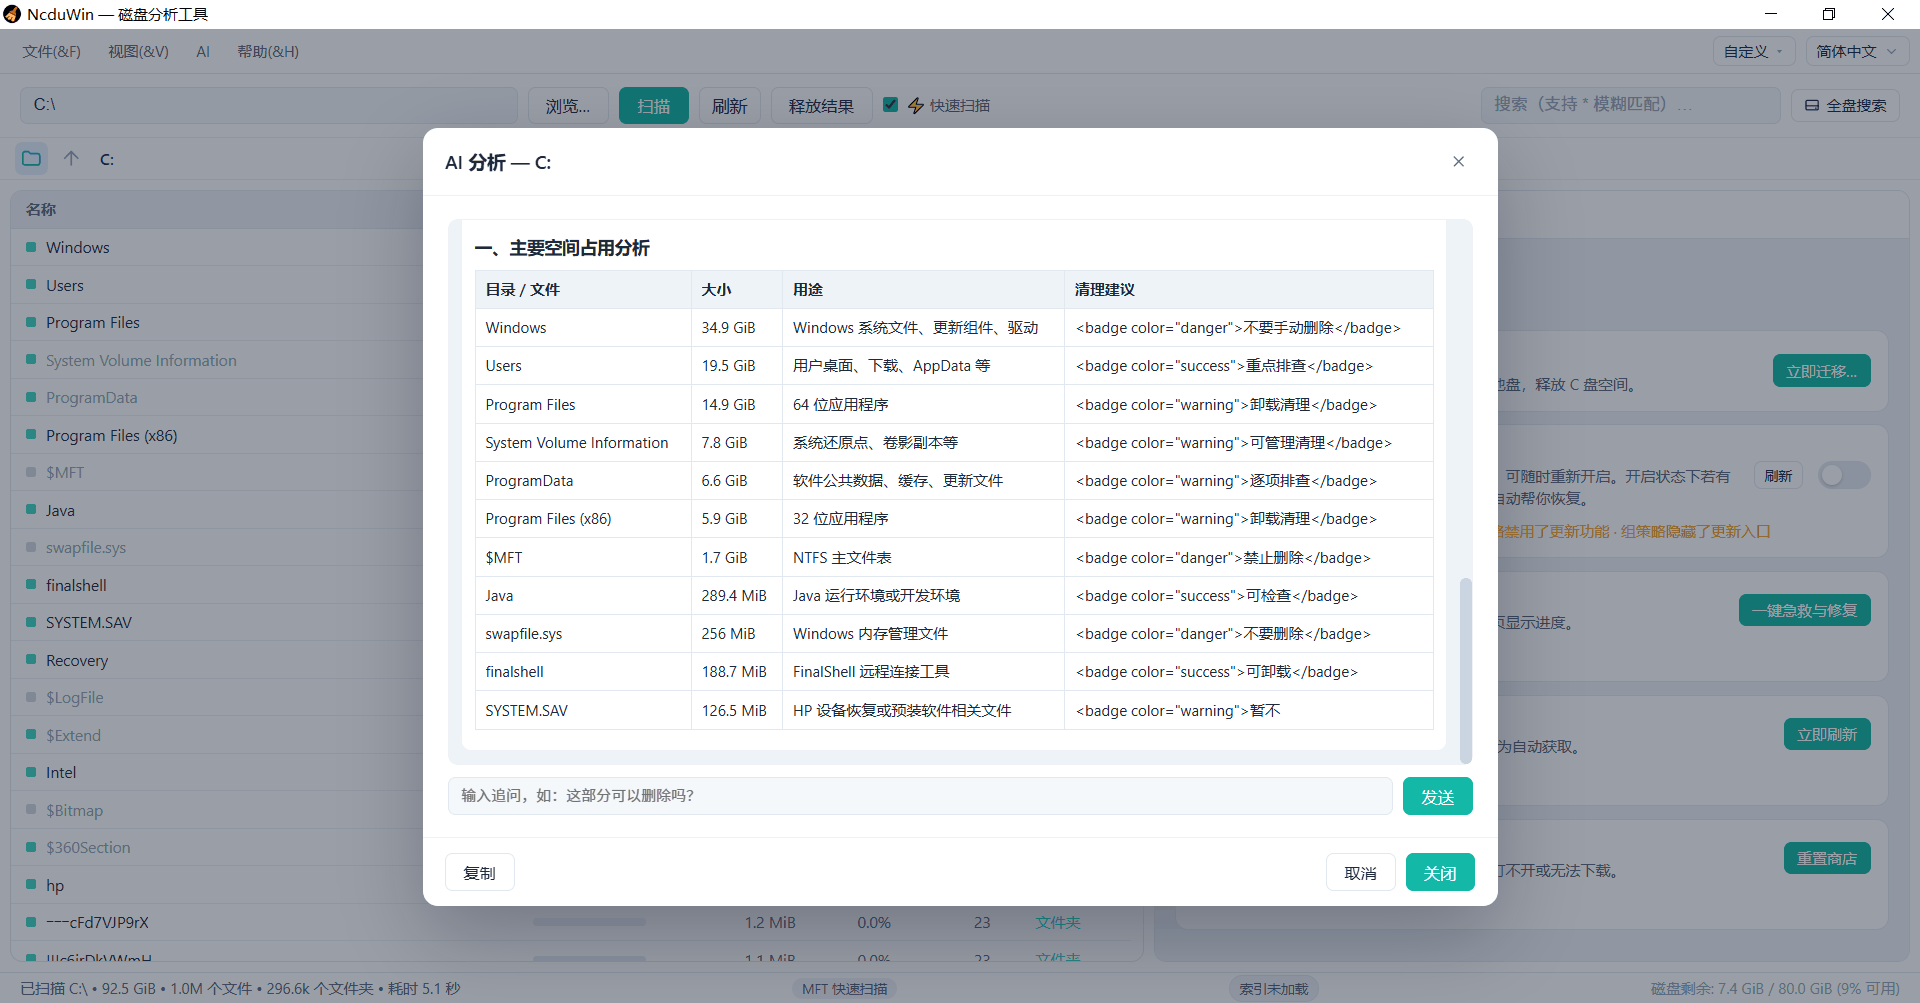 NcduWin — 磁盘分析工具
文件(&F) 视图(&V) AI 帮助(&H) 自定义 简体中文
C:\ 浏览... 扫描 刷新 释放结果 快速扫描 搜索（支持 * 模糊匹配）... 全盘搜索
C:
名称
Windows
Users
Program Files
System Volume Information
ProgramData
Program Files (x86)
$MFT
Java
swapfile.sys
finalshell
SYSTEM.SAV
Recovery
$LogFile
$Extend
Intel
$Bitmap
$360Section
hp
---cFd7VJP9rX 1.2 MiB 0.0% 23 文件夹
AI 分析 — C:
一、主要空间占用分析
目录 / 文件 大小 用途 清理建议
Windows 34.9 GiB Windows 系统文件、更新组件、驱动 <badge color="danger">不要手动删除</badge>
Users 19.5 GiB 用户桌面、下载、AppData 等 <badge color="success">重点排查</badge>
Program Files 14.9 GiB 64 位应用程序 <badge color="warning">卸载清理</badge>
System Volume Information 7.8 GiB 系统还原点、卷影副本等 <badge color="warning">可管理清理</badge>
ProgramData 6.6 GiB 软件公共数据、缓存、更新文件 <badge color="warning">逐项排查</badge>
Program Files (x86) 5.9 GiB 32 位应用程序 <badge color="warning">卸载清理</badge>
$MFT 1.7 GiB NTFS 主文件表 <badge color="danger">禁止删除</badge>
Java 289.4 MiB Java 运行环境或开发环境 <badge color="success">可检查</badge>
swapfile.sys 256 MiB Windows 内存管理文件 <badge color="danger">不要删除</badge>
finalshell 188.7 MiB FinalShell 远程连接工具 <badge color="success">可卸载</badge>
SYSTEM.SAV 126.5 MiB HP 设备恢复或预装软件相关文件 <badge color="warning">暂不
输入追问，如：这部分可以删除吗？ 发送
复制 取消 关闭
盘，释放 C 盘空间。 立即迁移...
可随时重新开启。开启状态下若有 刷新
动帮你恢复。
禁用了更新功能 · 组策略隐藏了更新入口
页显示进度。 一键急救与修复
为自动获取。 立即刷新
不开或无法下载。 重置商店
已扫描 C:\ • 92.5 GiB • 1.0M 个文件 • 296.6k 个文件夹 • 耗时 5.1 秒 MFT 快速扫描 索引未加载 磁盘剩余: 7.4 GiB / 80.0 GiB (9% 可用)